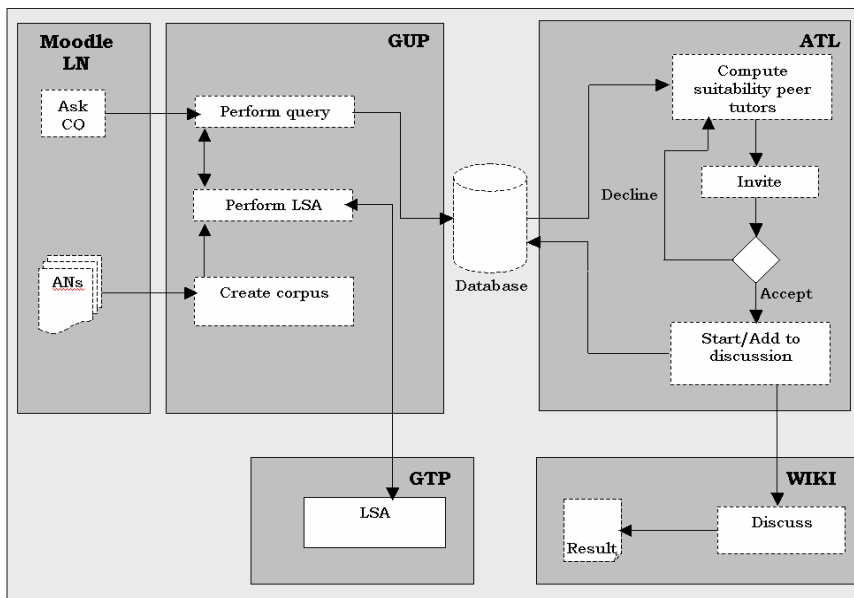 Moodle
LN
GUP
ATL
Ask
CO
Perform query
Compute
suitability peer
tutors
Invite
Decline
Perform LSA
ANs
Create corpus
Database
Accept
Start/Add to
discussion
GTP
LSA
WIKI
Discuss
Result